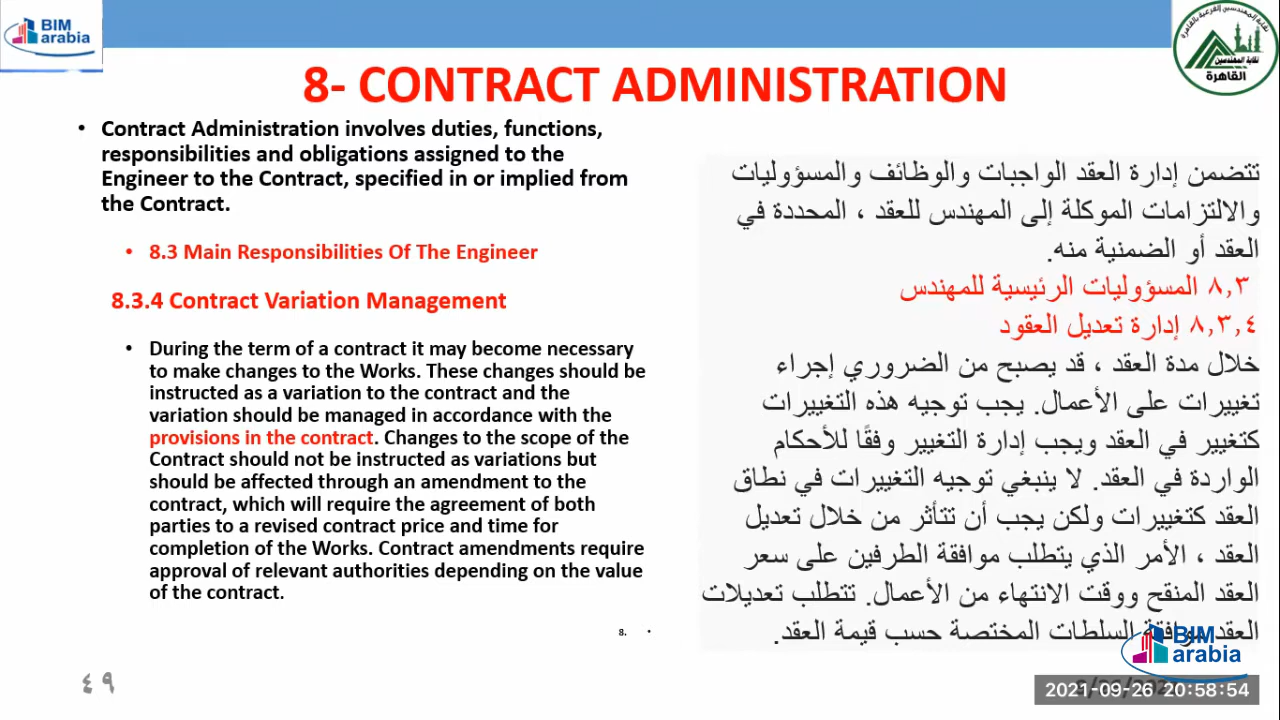 BIM
arabia
نقابة المهندسين الفرعية بالقاهرة
نقابة المهندسين
القاهرة
8- CONTRACT ADMINISTRATION
• Contract Administration involves duties, functions,
responsibilities and obligations assigned to the
Engineer to the Contract, specified in or implied from
the Contract.
• 8.3 Main Responsibilities Of The Engineer
8.3.4 Contract Variation Management
• During the term of a contract it may become necessary
to make changes to the Works. These changes should be
instructed as a variation to the contract and the
variation should be managed in accordance with the
provisions in the contract. Changes to the scope of the
Contract should not be instructed as variations but
should be affected through an amendment to the
contract, which will require the agreement of both
parties to a revised contract price and time for
completion of the Works. Contract amendments require
approval of relevant authorities depending on the value
of the contract.
8. •
تتضمن إدارة العقد الواجبات والوظائف والمسؤوليات
والالتزامات الموكلة إلى المهندس للعقد ، المحددة في
العقد أو الضمنية منه.
٨,٣ المسؤوليات الرئيسية للمهندس
٨,٣,٤ إدارة تعديل العقود
خلال مدة العقد ، قد يصبح من الضروري إجراء
تغييرات على الأعمال. يجب توجيه هذه التغييرات
كتغيير في العقد ويجب إدارة التغيير وفقًا للأحكام
الواردة في العقد. لا ينبغي توجيه التغييرات في نطاق
العقد كتغييرات ولكن يجب أن تتأثر من خلال تعديل
العقد ، الأمر الذي يتطلب موافقة الطرفين على سعر
العقد المنقح ووقت الانتهاء من الأعمال. تتطلب تعديلات
العقد السلطات المختصة حسب قيمة العقد.
BIM
arabia
٤٩
2021-09-26 20:58:54